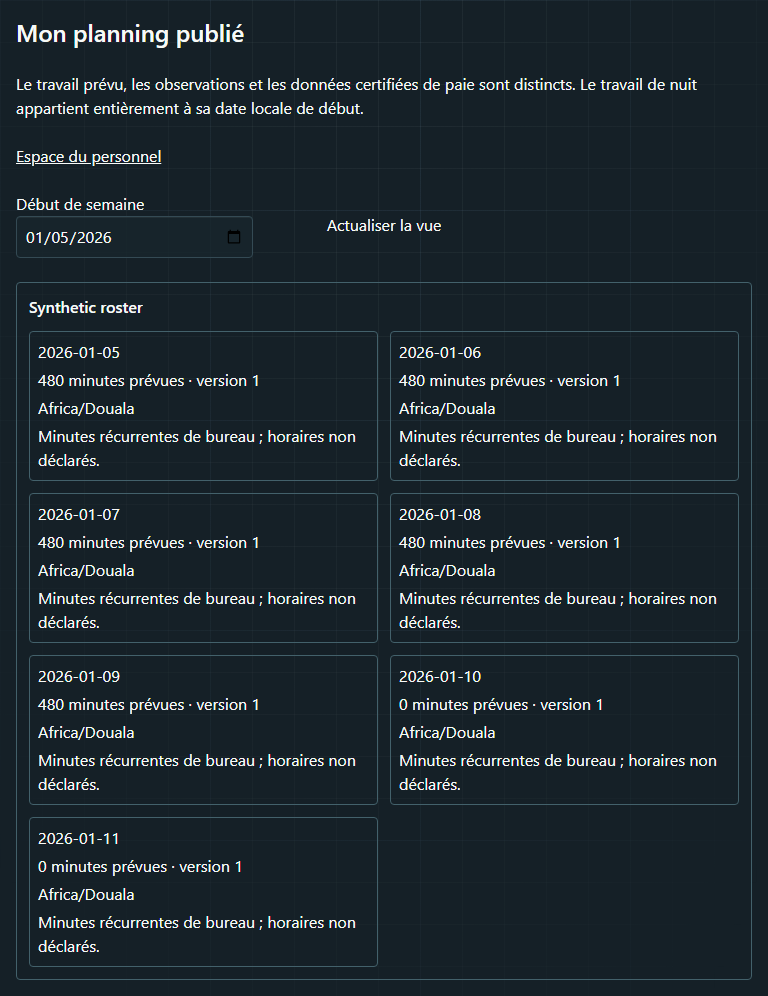 Mon planning publié
Le travail prévu, les observations et les données certifiées de paie sont distincts. Le travail de nuit
appartient entièrement à sa date locale de début.
Espace du personnel
Début de semaine
01/05/2026
Actualiser la vue
Synthetic roster
2026-01-05
480 minutes prévues · version 1
Africa/Douala
Minutes récurrentes de bureau ; horaires non
déclarés.
2026-01-06
480 minutes prévues · version 1
Africa/Douala
Minutes récurrentes de bureau ; horaires non
déclarés.
2026-01-07
480 minutes prévues · version 1
Africa/Douala
Minutes récurrentes de bureau ; horaires non
déclarés.
2026-01-08
480 minutes prévues · version 1
Africa/Douala
Minutes récurrentes de bureau ; horaires non
déclarés.
2026-01-09
480 minutes prévues · version 1
Africa/Douala
Minutes récurrentes de bureau ; horaires non
déclarés.
2026-01-10
0 minutes prévues · version 1
Africa/Douala
Minutes récurrentes de bureau ; horaires non
déclarés.
2026-01-11
0 minutes prévues · version 1
Africa/Douala
Minutes récurrentes de bureau ; horaires non
déclarés.